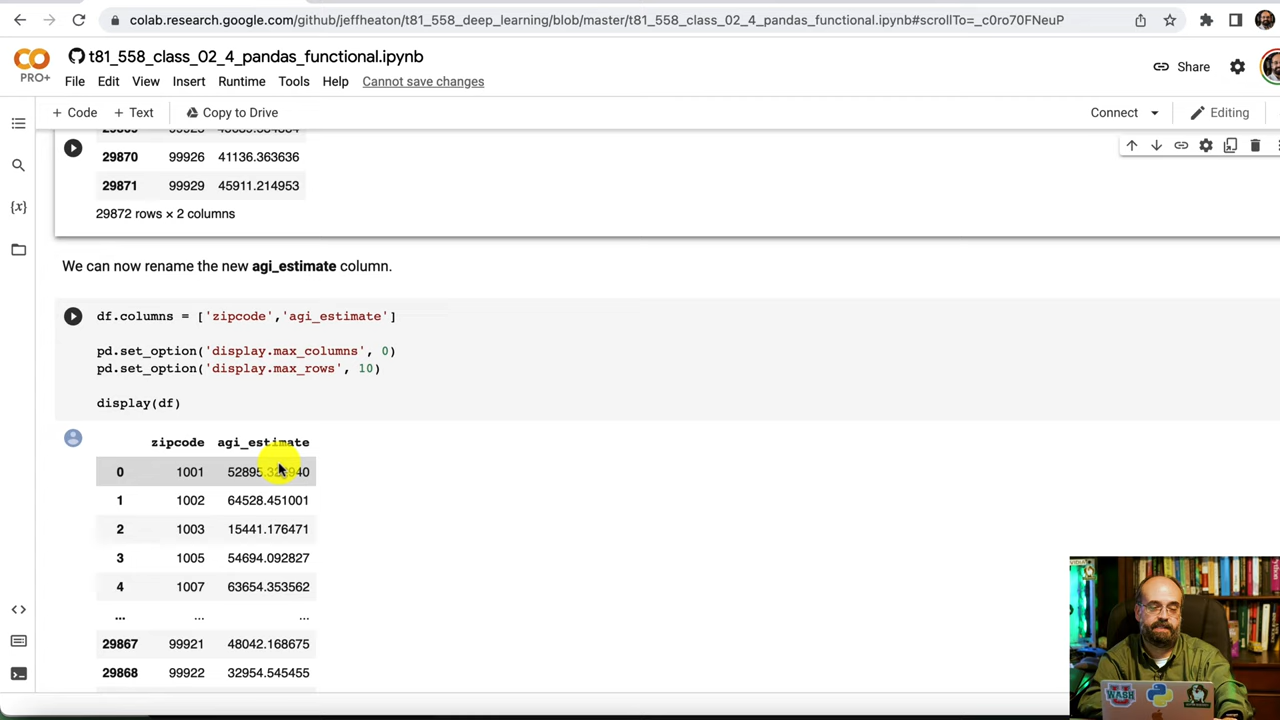 colab.research.google.com/github/jeffheaton/t81_558_deep_learning/blob/master/t81_558_class_02_4_pandas_functional.ipynb#scrollTo=_c0ro70FNeuP
t81_558_class_02_4_pandas_functional.ipynb
PRO+
File Edit View Insert Runtime Tools Help Cannot save changes
Share
+ Code + Text Copy to Drive
Connect Editing
29870 99926 41136.363636
29871 99929 45911.214953
29872 rows × 2 columns
We can now rename the new agi_estimate column.
df.columns = ['zipcode','agi_estimate']
pd.set_option('display.max_columns', 0)
pd.set_option('display.max_rows', 10)
display(df)
zipcode agi_estimate
0 1001
1 1002 64528.451001
2 1003 15441.176471
3 1005 54694.092827
4 1007 63654.353562
... ... ...
29867 99921 48042.168675
29868 99922 32954.545455
WASH